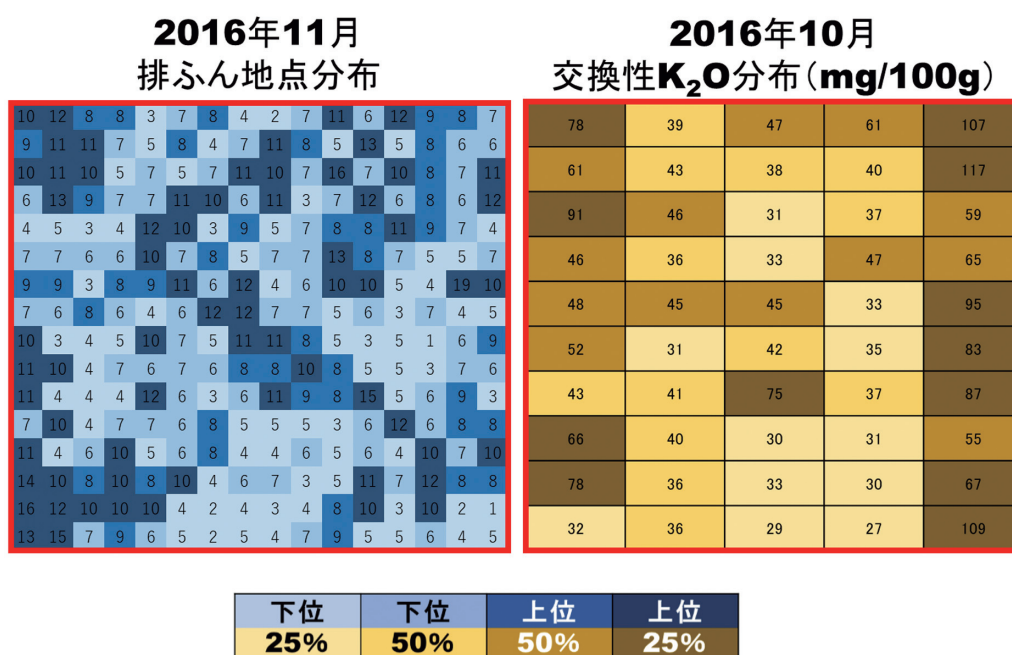 2016年11月
排ふん地点分布
10 12 8 8 3 7 8 4 2 7 11 6 12 9 8 7
9 11 11 7 5 8 4 7 11 8 5 13 5 8 6 6
10 11 10 5 7 5 7 11 10 7 16 7 10 8 7 11
6 13 9 7 7 11 10 6 11 3 7 12 6 8 6 12
4 5 3 4 12 10 3 9 5 7 8 8 11 9 7 4
7 7 6 6 10 7 8 5 7 7 13 8 7 5 5 7
9 9 3 8 9 11 6 12 4 6 10 10 5 4 19 10
7 6 8 6 4 6 12 12 7 7 5 6 3 7 4 5
10 3 4 5 10 7 5 11 11 8 5 3 5 1 6 9
11 10 4 7 6 7 6 8 8 10 8 5 5 3 7 6
11 4 4 4 12 6 3 6 11 9 8 15 5 6 9 3
7 10 4 7 7 6 8 5 5 5 3 6 12 6 8 8
11 4 6 10 5 6 8 4 4 6 5 6 4 10 7 10
14 10 8 10 8 10 4 6 7 3 5 11 7 12 8 8
16 12 10 10 10 4 2 4 3 4 8 10 3 10 2 1
13 15 7 9 6 5 2 5 4 7 9 5 5 6 4 5
2016年10月
交換性K₂O分布（mg/100g）
78 39 47 61 107
61 43 38 40 117
91 46 31 37 59
46 36 33 47 65
48 45 45 33 95
52 31 42 35 83
43 41 75 37 87
66 40 30 31 55
78 36 33 30 67
32 36 29 27 109
下位 下位 上位 上位
25% 50% 50% 25%